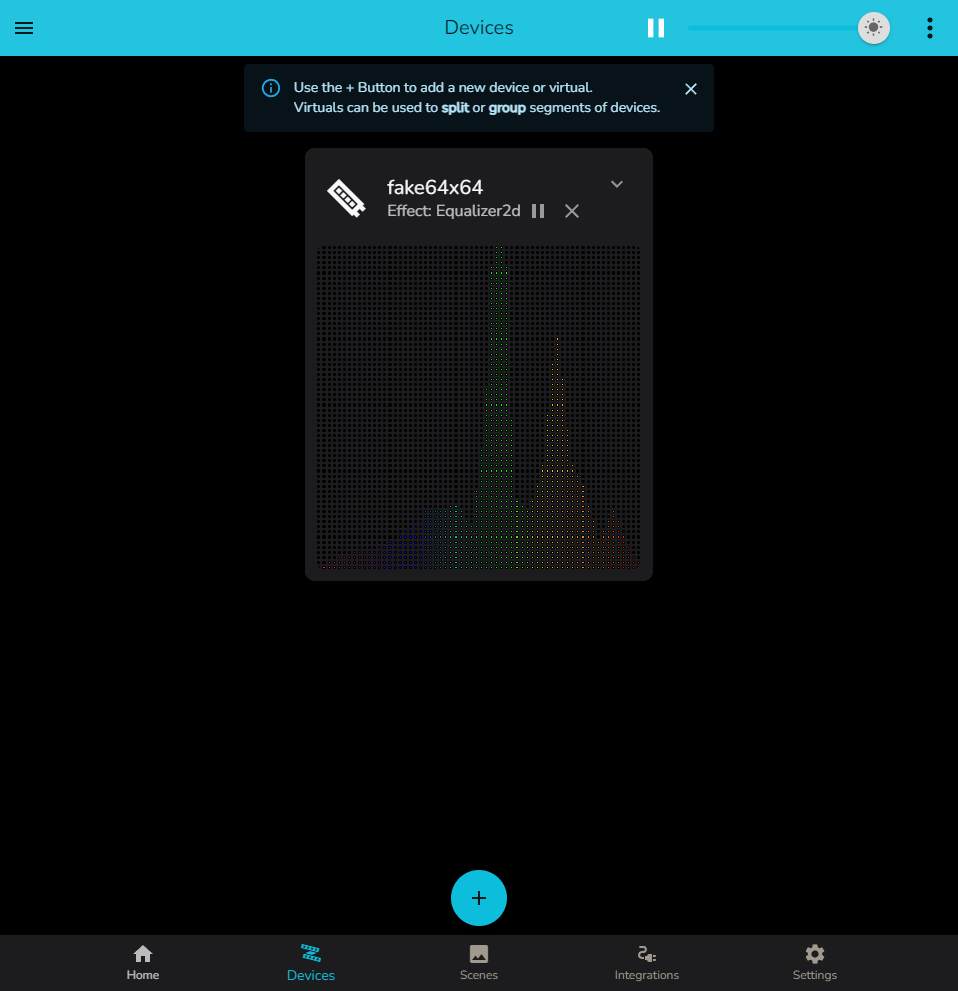 Devices
Use the + Button to add a new device or virtual.
Virtuals can be used to split or group segments of devices.
fake64x64
Effect: Equalizer2d
Home
Devices
Scenes
Integrations
Settings